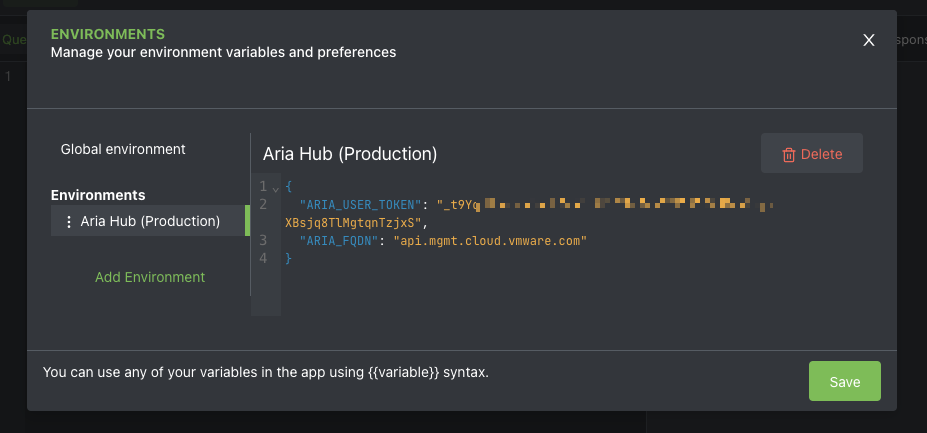 Que
spons
1
ENVIRONMENTS
Manage your environment variables and preferences
X
Global environment
Environments
Aria Hub (Production)
Add Environment
Aria Hub (Production)
Delete
1 {
2 "ARIA_USER_TOKEN": "_t9Y
XBsjq8TlMgtqnTzjxS",
3 "ARIA_FQDN": "api.mgmt.cloud.vmware.com"
4 }
You can use any of your variables in the app using {{variable}} syntax.
Save